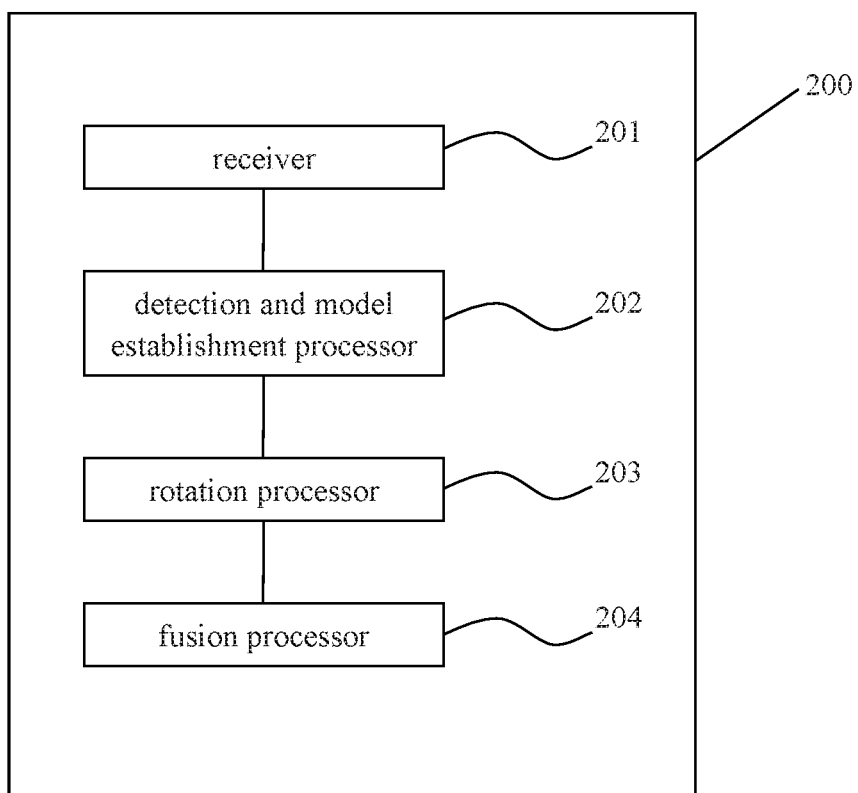 200
receiver
201
detection and model
establishment processor
202
rotation processor
203
fusion processor
204